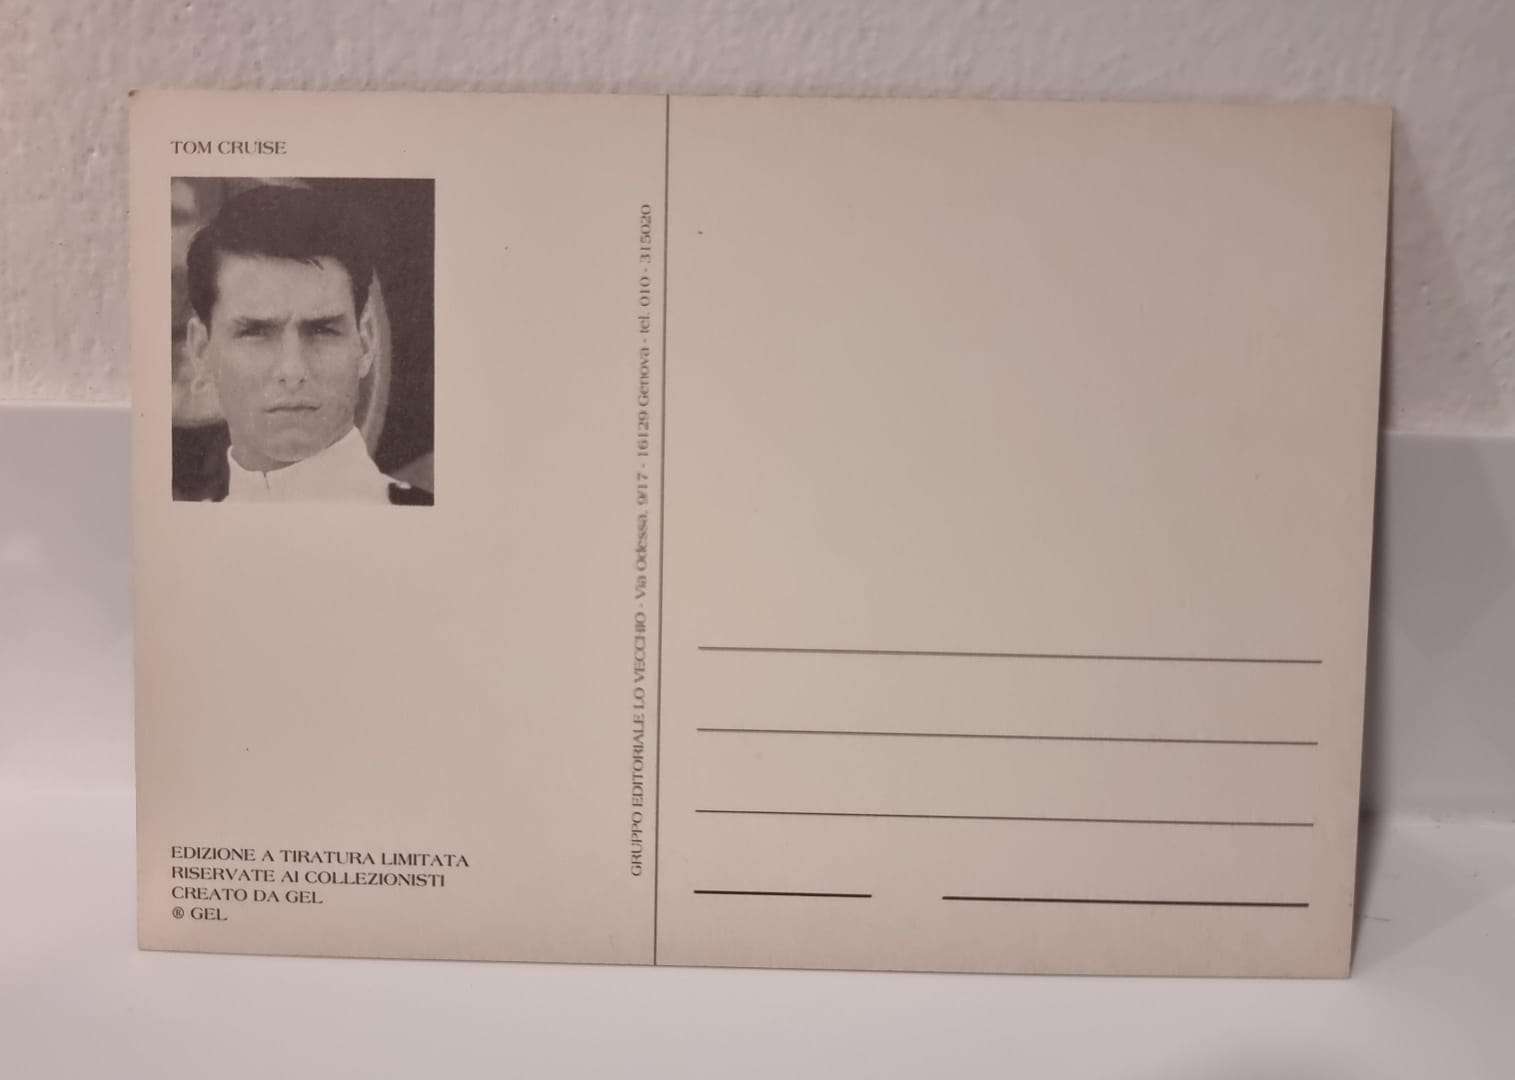 TOM CRUISE
EDIZIONE A TIRATURA LIMITATA
RISERVATE AI COLLEZIONISTI
CREATO DA GEL
® GEL
GRUPPO EDITORIALE LO VECCHIO - Via Odessa, 9/17 - 16129 Genova - tel. 010 - 315020